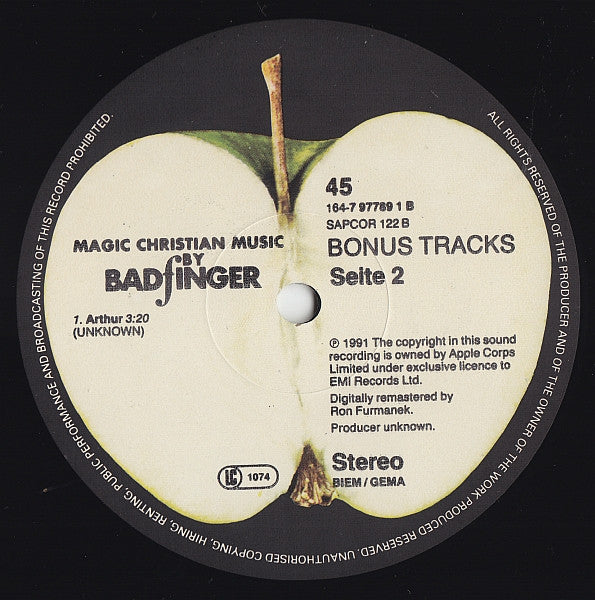 MAGIC CHRISTIAN MUSIC
BY
BADfINGER
1. Arthur 3:20
(UNKNOWN)
45
164-7 97789 1 B
SAPCOR 122 B
BONUS TRACKS
Seite 2
℗ 1991 The copyright in this sound
recording is owned by Apple Corps
Limited under exclusive licence to
EMI Records Ltd.
Digitally remastered by
Ron Furmanek.
Producer unknown.
LC 1074
Stereo
BIEM / GEMA
ALL RIGHTS RESERVED OF THE PRODUCER AND OF THE OWNER OF THE WORK PRODUCED RESERVED. UNAUTHORISED COPYING, HIRING, RENTING, PUBLIC PERFORMANCE AND BROADCASTING OF THIS RECORD PROHIBITED.